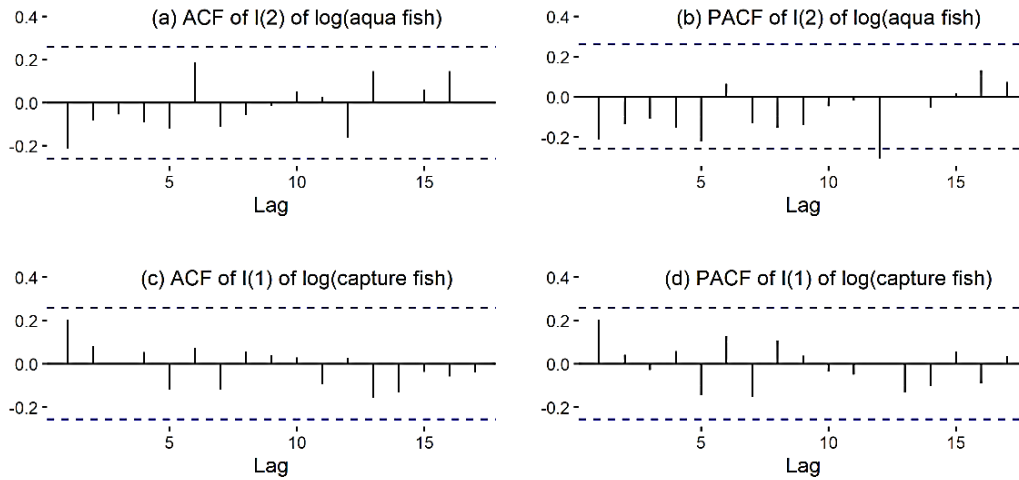 (a) ACF of I(2) of log(aqua fish)
0.4
0.2
0.0
-0.2
5 10 15
Lag
(b) PACF of I(2) of log(aqua fish)
0.4
0.2
0.0
-0.2
5 10 15
Lag
(c) ACF of I(1) of log(capture fish)
0.4
0.2
0.0
-0.2
5 10 15
Lag
(d) PACF of I(1) of log(capture fish)
0.4
0.2
0.0
-0.2
5 10 15
Lag